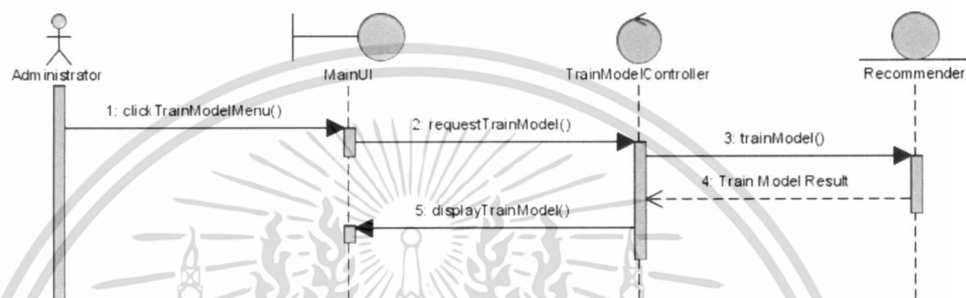 Administrator
MainUI
TrainModelController
Recommender
1: clickTrainModelMenu()
2: requestTrainModel()
3: trainModel()
4: Train Model Result
5: displayTrainModel()